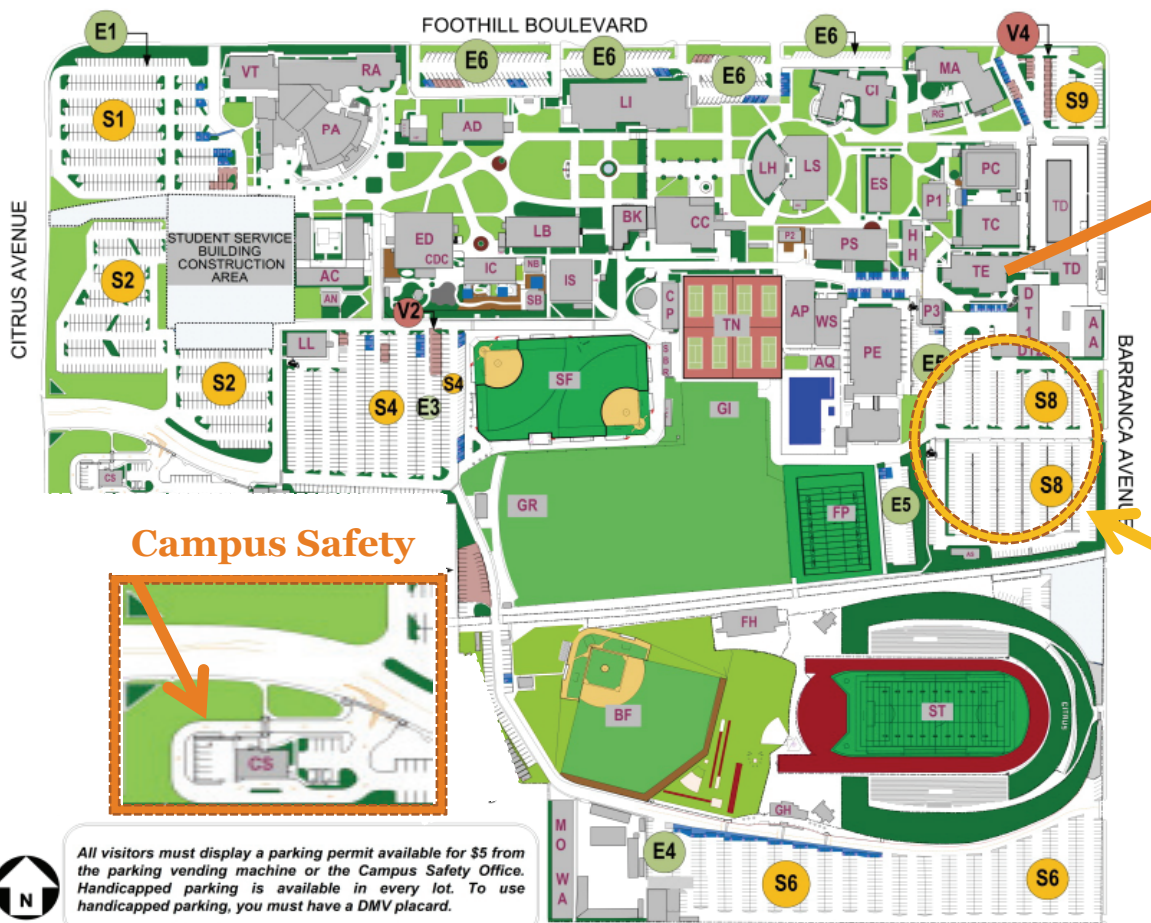 FOOTHILL BOULEVARD
E1
E6
E6
E6
E6
V4
VT
RA
MA
CI
S1
PA
AD
LI
RG
S9
LH
LS
ES
PC
P1
TD
CITRUS AVENUE
STUDENT SERVICE
BUILDING
CONSTRUCTION
AREA
ED
CDC
LB
BK
CC
P2
PS
H
H
TC
S2
AC
AN
IC
NB
SB
IS
TE
TD
V2
C
P
TN
AP
WS
P3
D
T
1
A
A
BARRANCA AVENUE
LL
S4
SF
S
B
R
AQ
PE
E5
S2
S4
E3
GI
S8
CS
GR
FP
E5
S8
Campus Safety
FH
BF
ST
CITRUS
CS
GH
M
O
W
A
E4
S6
S6
N
All visitors must display a parking permit available for $5 from
the parking vending machine or the Campus Safety Office.
Handicapped parking is available in every lot. To use
handicapped parking, you must have a DMV placard.